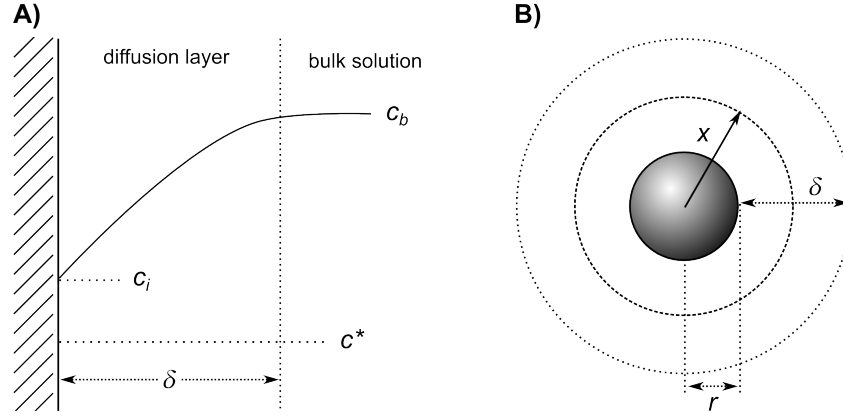 A)
diffusion layer
bulk solution
c_b
c_i
c*
δ
B)
x
δ
r